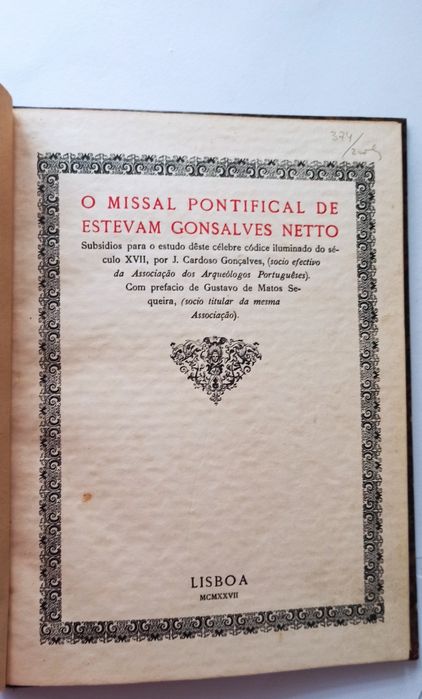 374
O MISSAL PONTIFICAL DE
ESTEVAM GONSALVES NETTO
Subsidios para o estudo dêste célebre códice iluminado do sé-
culo XVII, por J. Cardoso Gonçalves, (socio efectivo
da Associação dos Arqueólogos Portuguêses).
Com prefacio de Gustavo de Matos Se-
queira, (socio titular da mesma
Associação).
LISBOA
MCMXXVII